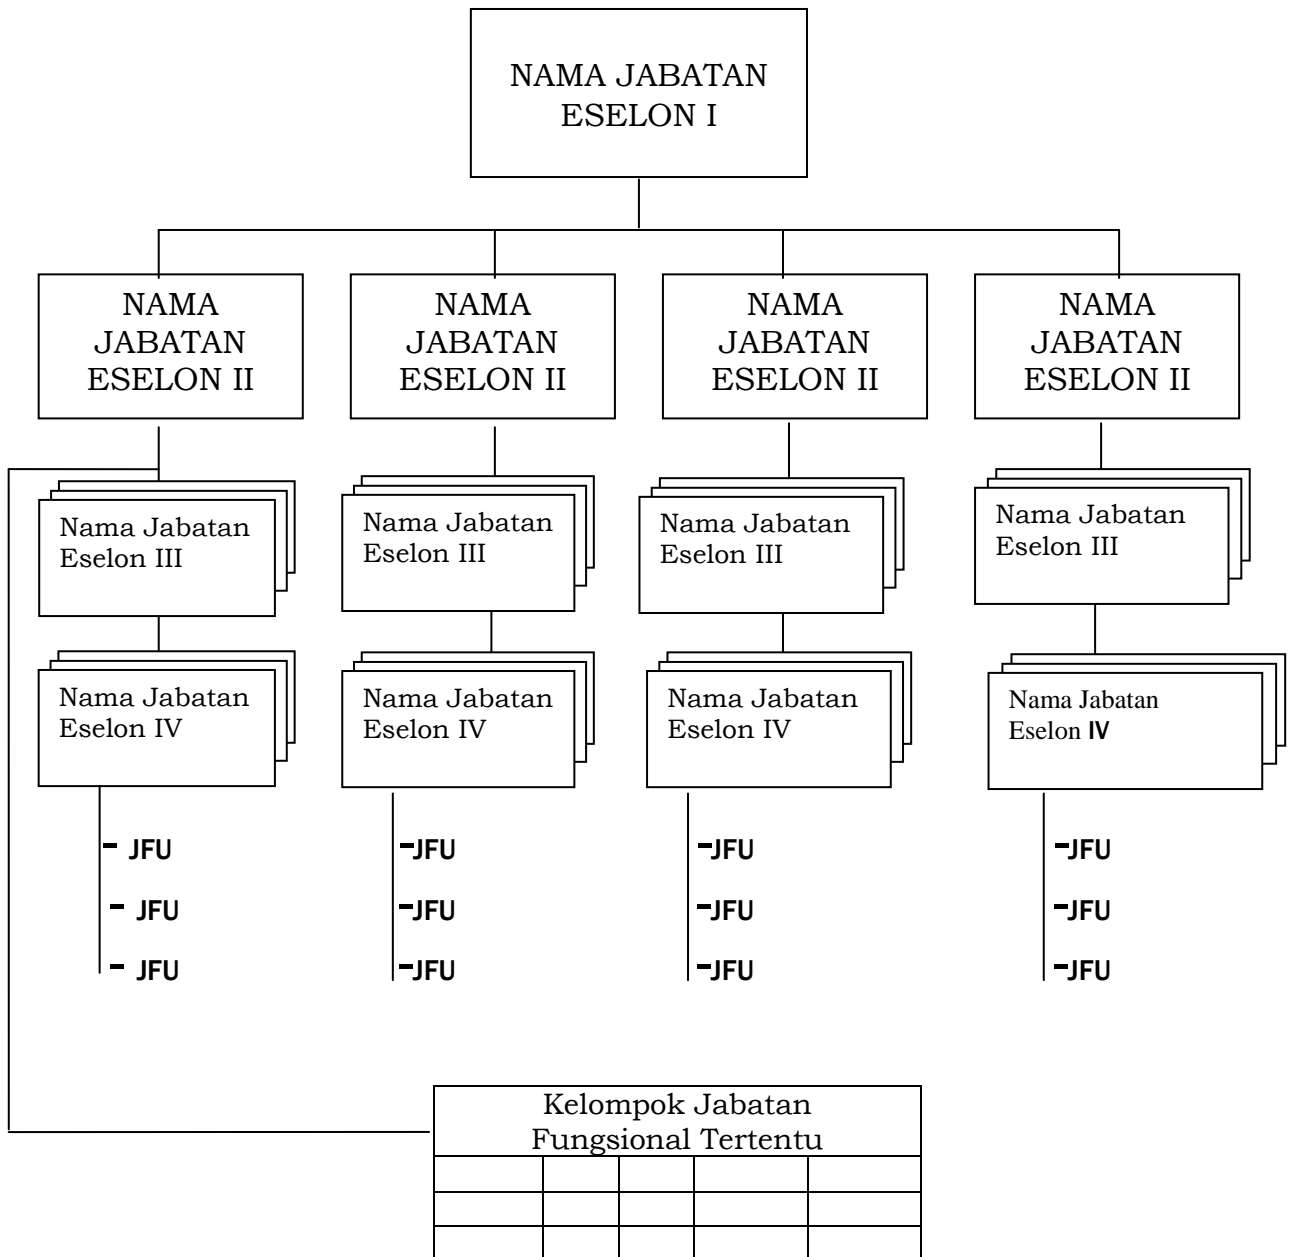 NAMA JABATAN
ESELON I
NAMA
JABATAN
ESELON II
NAMA
JABATAN
ESELON II
NAMA
JABATAN
ESELON II
NAMA
JABATAN
ESELON II
Nama Jabatan
Eselon III
Nama Jabatan
Eselon III
Nama Jabatan
Eselon III
Nama Jabatan
Eselon III
Nama Jabatan
Eselon IV
Nama Jabatan
Eselon IV
Nama Jabatan
Eselon IV
Nama Jabatan
Eselon IV
- JFU
- JFU
- JFU
-JFU
-JFU
-JFU
-JFU
-JFU
-JFU
-JFU
-JFU
-JFU
Kelompok Jabatan
Fungsional Tertentu